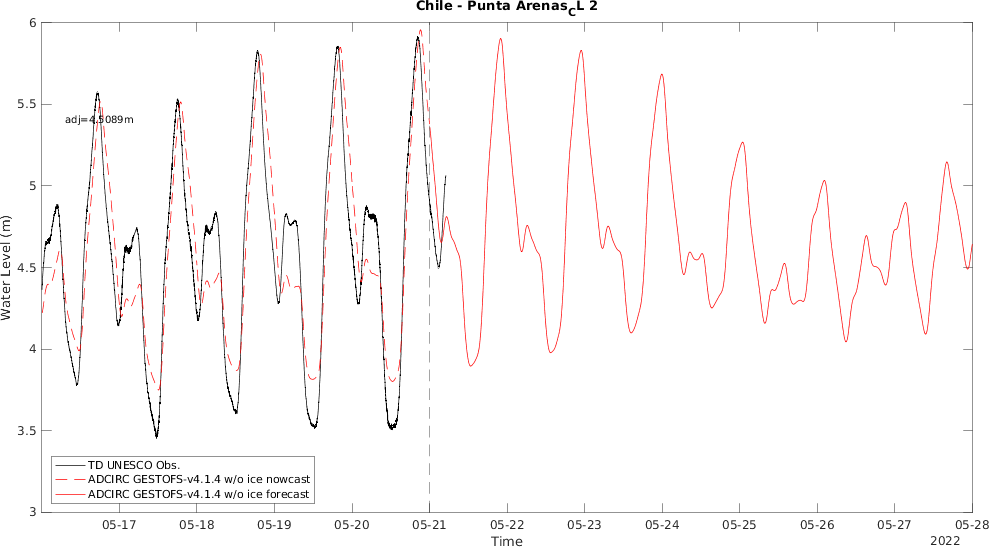 Chile - Punta Arenas_CL 2
6
adj=4.5089m
5.5
5
4.5
4
3.5
3
Water Level (m)
TD UNESCO Obs.
ADCIRC GESTOFS-v4.1.4 w/o ice nowcast
ADCIRC GESTOFS-v4.1.4 w/o ice forecast
05-17 05-18 05-19 05-20 05-21 05-22 05-23 05-24 05-25 05-26 05-27 05-28
Time
2022